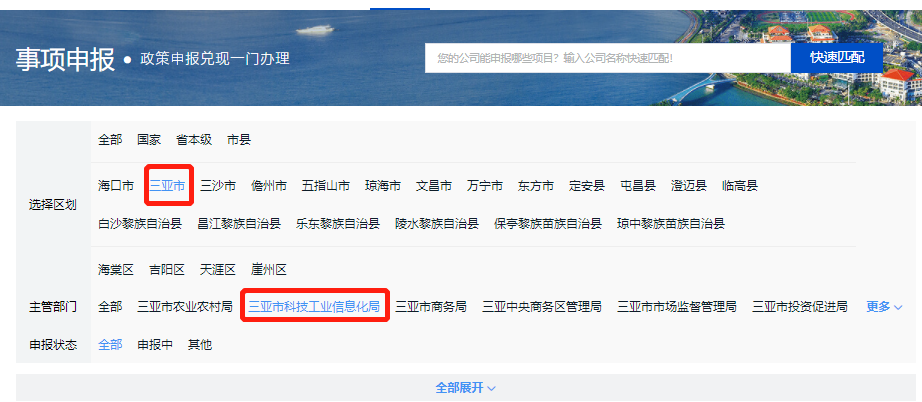 事项申报 • 政策申报兑现一门办理
您的公司能申报哪些项目？输入公司名称快速匹配！ 快速匹配
全部 国家 省本级 市县
选择区划
海口市 三亚市 三沙市 儋州市 五指山市 琼海市 文昌市 万宁市 东方市 定安县 屯昌县 澄迈县 临高县
白沙黎族自治县 昌江黎族自治县 乐东黎族自治县 陵水黎族自治县 保亭黎族苗族自治县 琼中黎族苗族自治县
海棠区 吉阳区 天涯区 崖州区
主管部门 全部 三亚市农业农村局 三亚市科技工业信息化局 三亚市商务局 三亚中央商务区管理局 三亚市市场监督管理局 三亚市投资促进局 更多
申报状态 全部 申报中 其他
全部展开